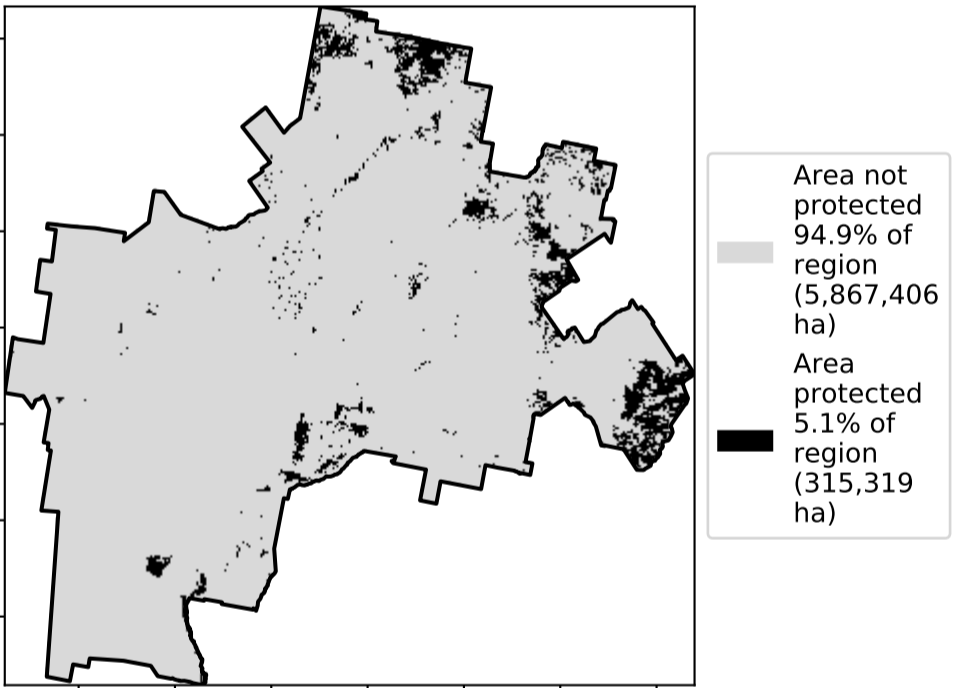 Area not
protected
94.9% of
region
(5,867,406
ha)
Area
protected
5.1% of
region
(315,319
ha)